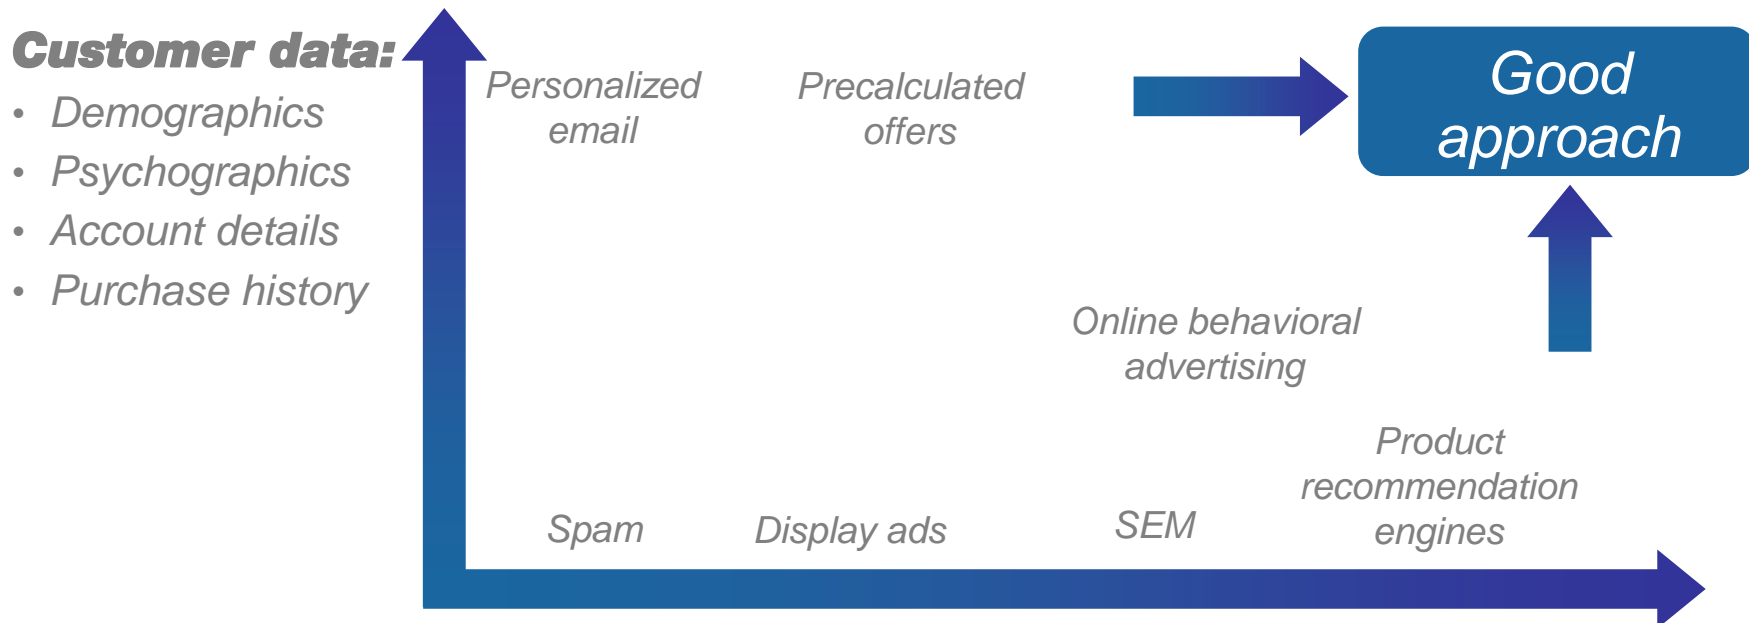 Customer data:
• Demographics
• Psychographics
• Account details
• Purchase history
Personalized
email
Precalculated
offers
Good
approach
Online behavioral
advertising
Product
recommendation
engines
Spam
Display ads
SEM